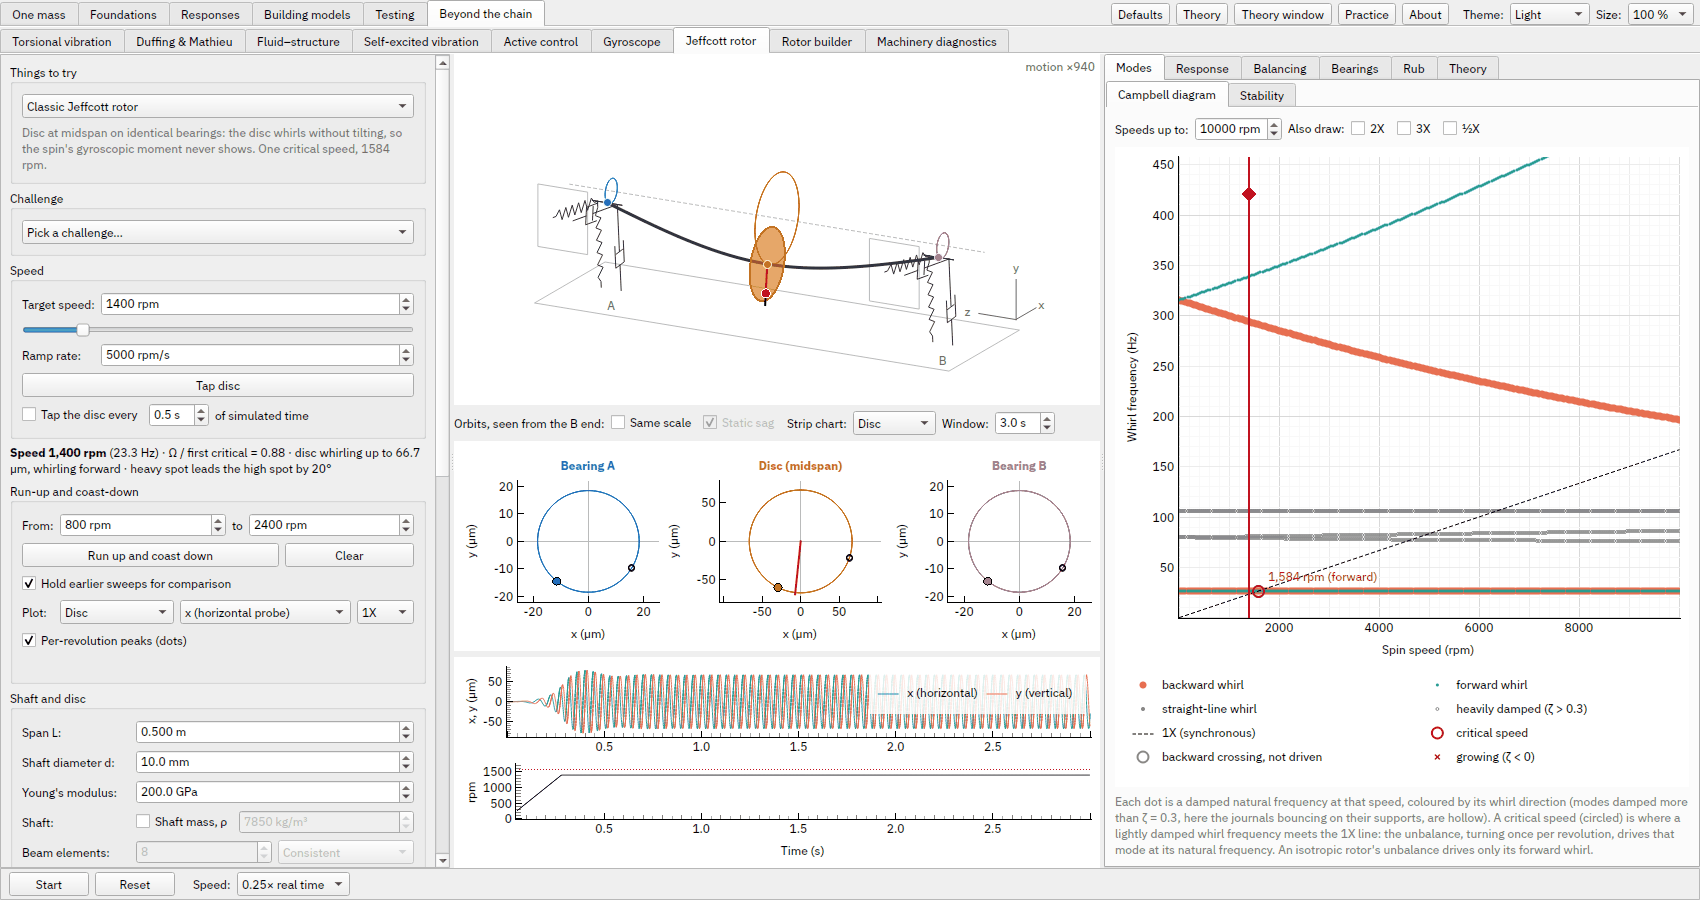 One mass
Foundations
Responses
Building models
Testing
Beyond the chain
Defaults
Theory
Theory window
Practice
About
Theme:
Light
Size:
100 %
Torsional vibration
Duffing & Mathieu
Fluid–structure
Self-excited vibration
Active control
Gyroscope
Jeffcott rotor
Rotor builder
Machinery diagnostics
Things to try
Classic Jeffcott rotor
Disc at midspan on identical bearings: the disc whirls without tilting, so
the spin's gyroscopic moment never shows. One critical speed, 1584
rpm.
Challenge
Pick a challenge...
Speed
Target speed:
1400 rpm
Ramp rate:
5000 rpm/s
Tap disc
Tap the disc every
0.5 s
of simulated time
Speed 1,400 rpm (23.3 Hz) · Ω / first critical = 0.88 · disc whirling up to 66.7
µm, whirling forward · heavy spot leads the high spot by 20°
Run-up and coast-down
From:
800 rpm
to
2400 rpm
Run up and coast down
Clear
Hold earlier sweeps for comparison
Plot:
Disc
x (horizontal probe)
1X
Per-revolution peaks (dots)
Shaft and disc
Span L:
0.500 m
Shaft diameter d:
10.0 mm
Young's modulus:
200.0 GPa
Shaft:
Shaft mass, ρ
7850 kg/m³
Beam elements:
8
Consistent
Start
Reset
Speed:
0.25× real time
motion ×940
A
B
y
x
z
Orbits, seen from the B end:
Same scale
Static sag
Strip chart:
Disc
Window:
3.0 s
Bearing A
20
10
0
-10
-20
-20
0
20
y (µm)
x (µm)
Disc (midspan)
50
0
-50
-50
0
50
y (µm)
x (µm)
Bearing B
20
10
0
-10
-20
-20
0
20
y (µm)
x (µm)
x, y (µm)
50
0
-50
x (horizontal)
y (vertical)
0.5
1.0
1.5
2.0
2.5
rpm
1500
1000
500
0
0.5
1.0
1.5
2.0
2.5
Time (s)
Modes
Response
Balancing
Bearings
Rub
Theory
Campbell diagram
Stability
Speeds up to:
10000 rpm
Also draw:
2X
3X
½X
Whirl frequency (Hz)
450
400
350
300
250
200
150
100
50
1,584 rpm (forward)
2000
4000
6000
8000
Spin speed (rpm)
backward whirl
forward whirl
straight-line whirl
heavily damped (ζ > 0.3)
1X (synchronous)
critical speed
backward crossing, not driven
growing (ζ < 0)
Each dot is a damped natural frequency at that speed, coloured by its whirl direction (modes damped more
than ζ = 0.3, here the journals bouncing on their supports, are hollow). A critical speed (circled) is where a
lightly damped whirl frequency meets the 1X line: the unbalance, turning once per revolution, drives that
mode at its natural frequency. An isotropic rotor's unbalance drives only its forward whirl.